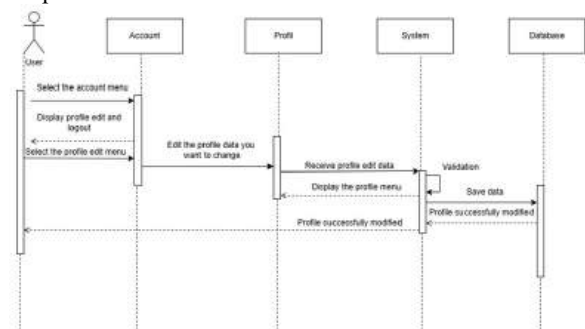 Account
Profil
System
Database
User
Select the account menu
Display profile edit and
logout
Select the profile edit menu
Edit the profile data you
want to change
Receive profile edit data
Validation
Display the profile menu
Save data
Profile successfully modified
Profile successfully modified